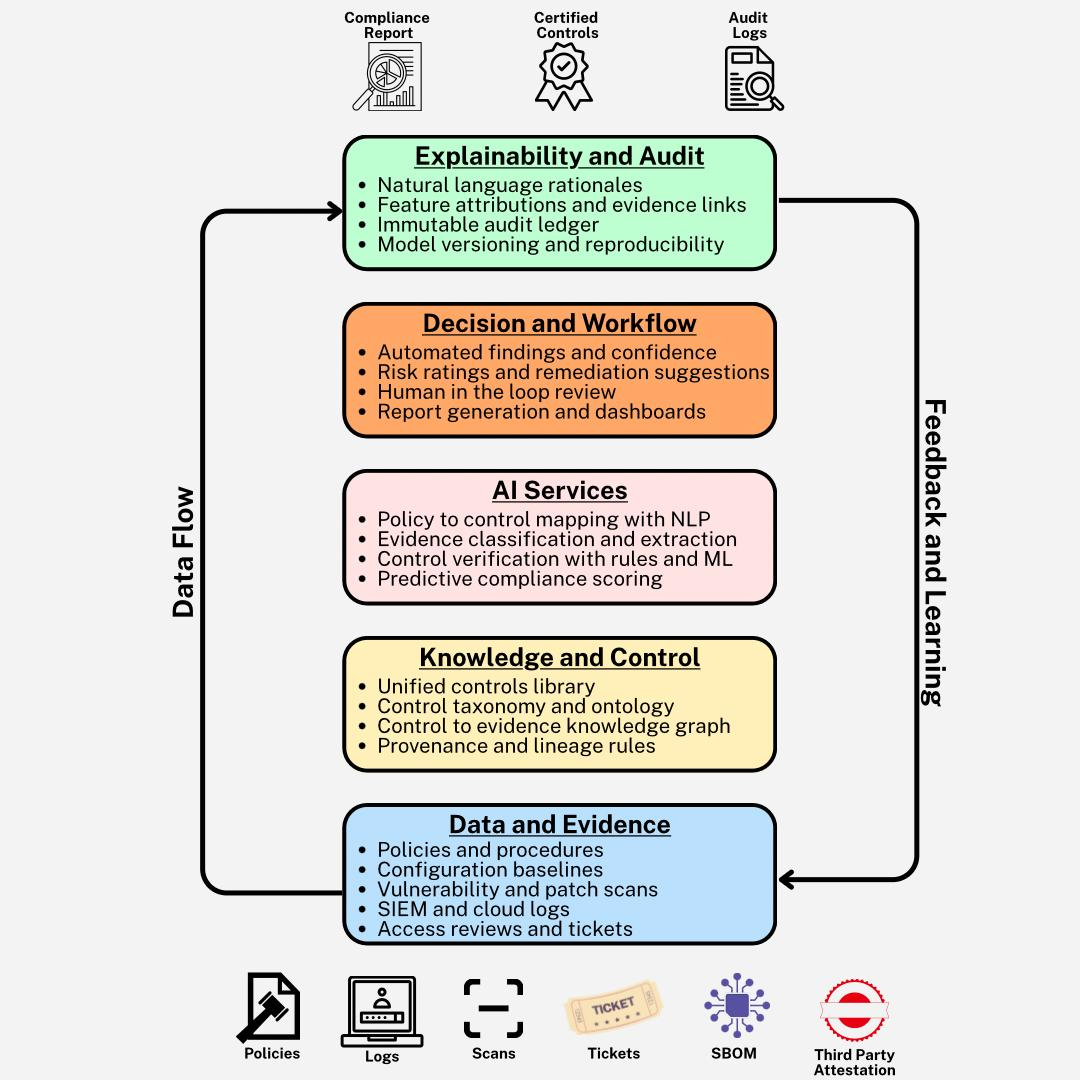 Compliance
Report
Certified
Controls
Audit
Logs
Explainability and Audit
• Natural language rationales
• Feature attributions and evidence links
• Immutable audit ledger
• Model versioning and reproducibility
Decision and Workflow
• Automated findings and confidence
• Risk ratings and remediation suggestions
• Human in the loop review
• Report generation and dashboards
AI Services
• Policy to control mapping with NLP
• Evidence classification and extraction
• Control verification with rules and ML
• Predictive compliance scoring
Knowledge and Control
• Unified controls library
• Control taxonomy and ontology
• Control to evidence knowledge graph
• Provenance and lineage rules
Data and Evidence
• Policies and procedures
• Configuration baselines
• Vulnerability and patch scans
• SIEM and cloud logs
• Access reviews and tickets
Data Flow
Feedback and Learning
TICKET
Policies
Logs
Scans
Tickets
SBOM
Third Party
Attestation